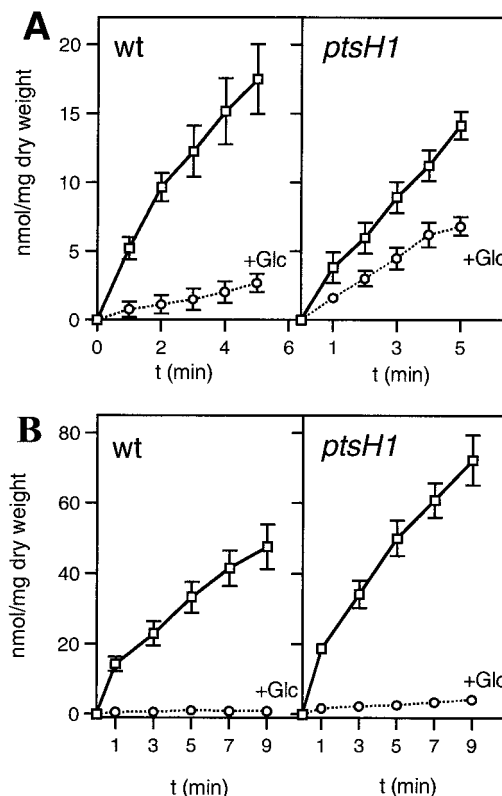 A
wt
ptsH1
nmol/mg dry weight
20
15
10
5
0
+Glc
+Glc
0 2 4 6
1 3 5
t (min)
t (min)
B
wt
ptsH1
nmol/mg dry weight
80
60
40
20
0
+Glc
+Glc
1 3 5 7 9
1 3 5 7 9
t (min)
t (min)